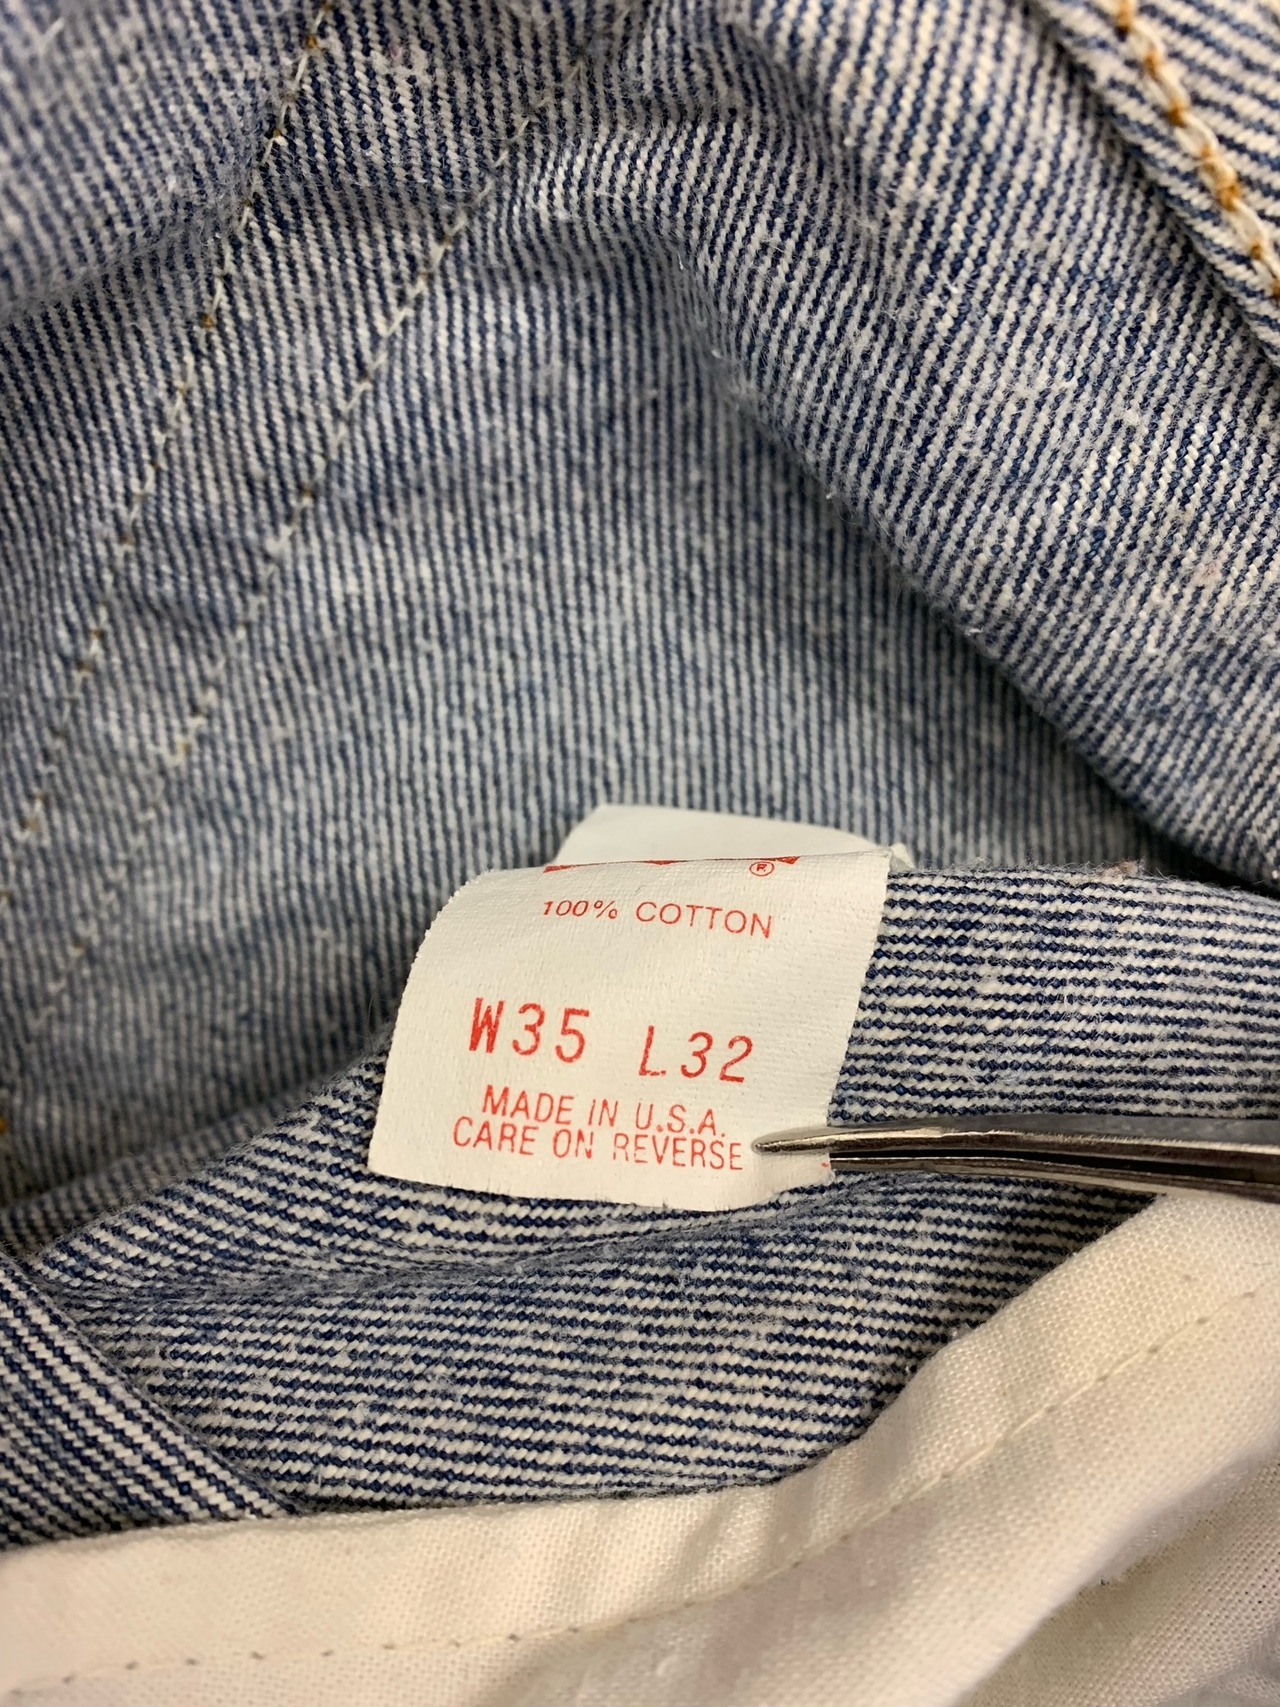 ®
100% COTTON
W35 L32
MADE IN U.S.A.
CARE ON REVERSE